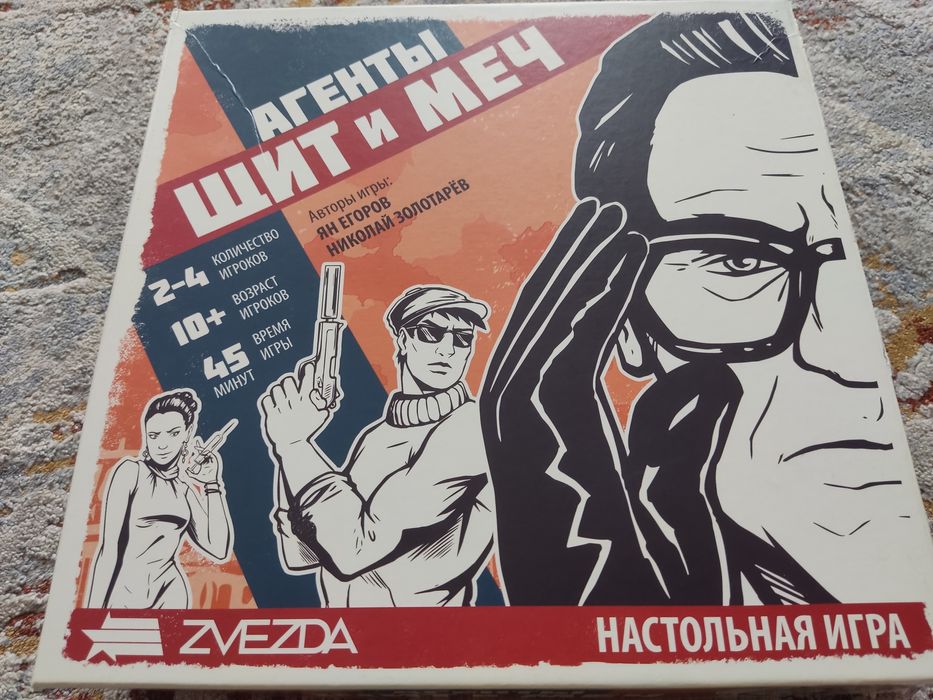 АГЕНТЫ
ЩИТ и МЕЧ
Авторы игры:
ЯН ЕГОРОВ
НИКОЛАЙ ЗОЛОТАРЁВ
2-4 КОЛИЧЕСТВО
ИГРОКОВ
10+ ВОЗРАСТ
ИГРОКОВ
45 ВРЕМЯ
МИНУТ ИГРЫ
ZVEZDA
НАСТОЛЬНАЯ ИГРА